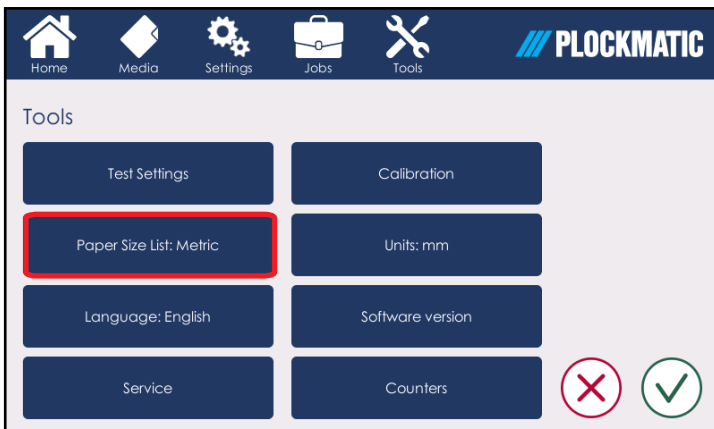 PLOCKMATIC
Home Media Settings Jobs Tools
Tools
Test Settings Calibration
Paper Size List: Metric Units: mm
Language: English Software version
Service Counters